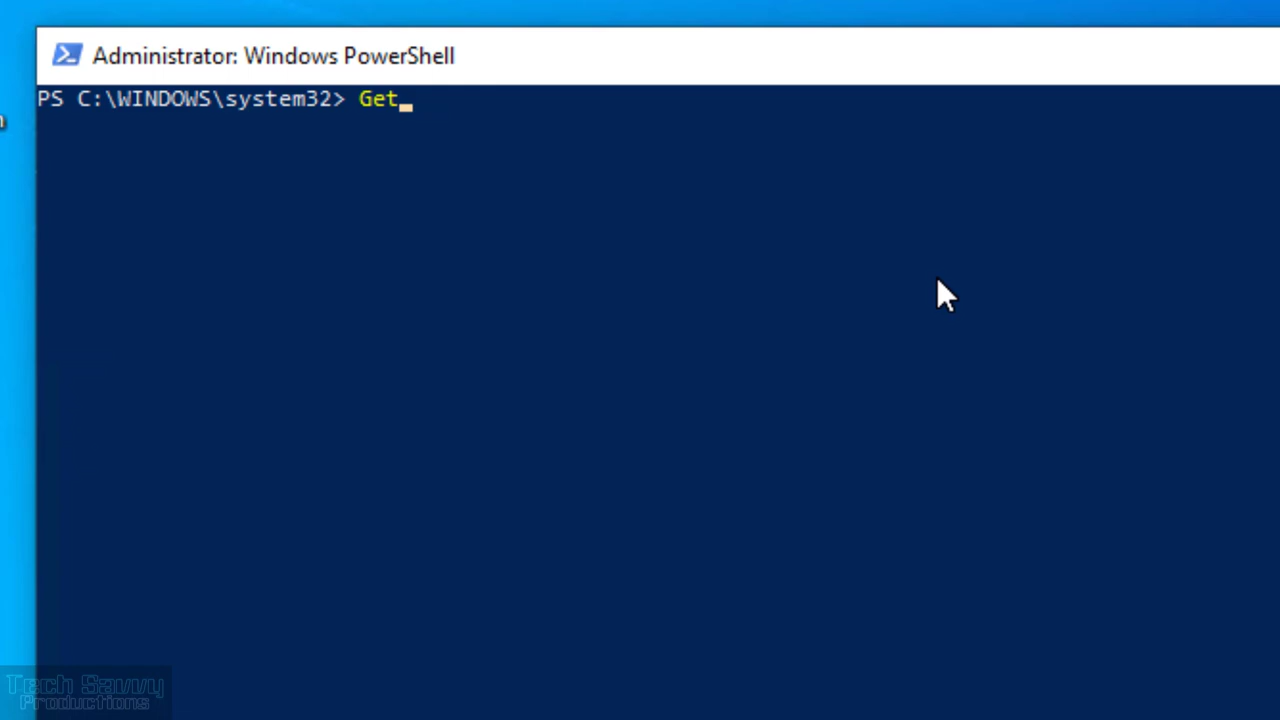 Administrator: Windows PowerShell
PS C:\WINDOWS\system32> Get
Tech Savvy
Productions